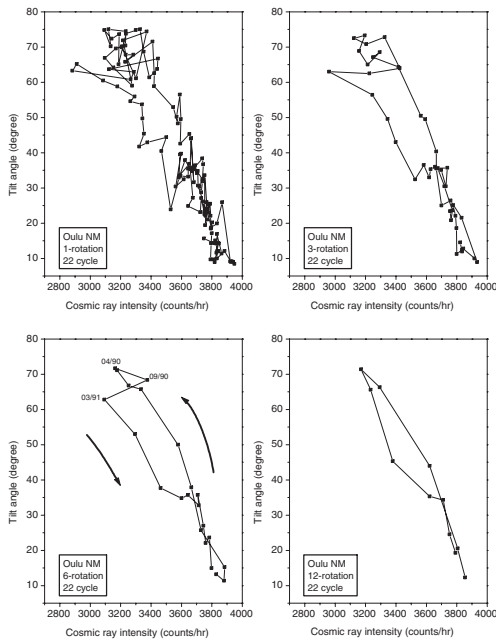 80
70
60
50
40
30
20
10
Tilt angle (degree)
Oulu NM
1-rotation
22 cycle
2800 3000 3200 3400 3600 3800 4000
Cosmic ray intensity (counts/hr)
80
70
60
50
40
30
20
10
Tilt angle (degree)
Oulu NM
3-rotation
22 cycle
2800 3000 3200 3400 3600 3800 4000
Cosmic ray intensity (counts/hr)
80
70
60
50
40
30
20
10
Tilt angle (degree)
04/90
09/90
03/91
Oulu NM
6-rotation
22 cycle
2800 3000 3200 3400 3600 3800 4000
Cosmic ray intensity (counts/hr)
80
70
60
50
40
30
20
10
Tilt angle (degree)
Oulu NM
12-rotation
22 cycle
2800 3000 3200 3400 3600 3800 4000
Cosmic ray intensity (counts/hr)